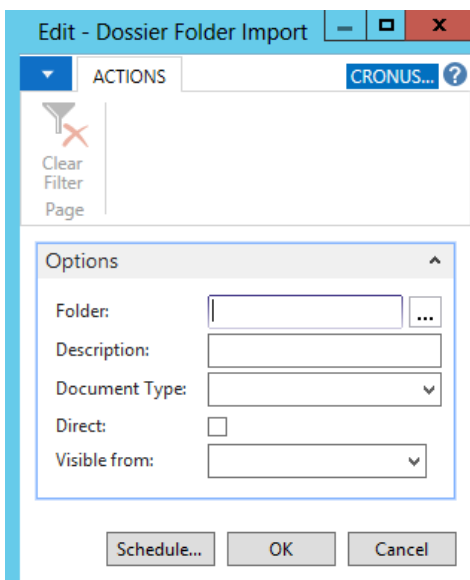 Edit - Dossier Folder Import
ACTIONS
CRONUS... ?
Clear
Filter
Page
Options
Folder:
...
Description:
Document Type:
Direct:
Visible from:
Schedule... OK Cancel